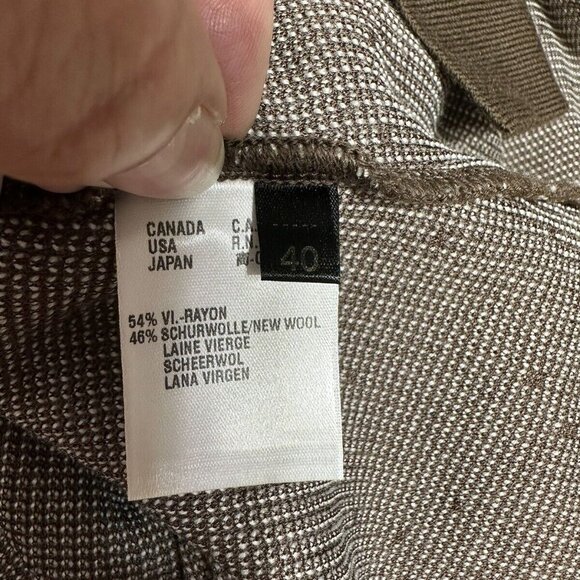 CANADA C.A.
USA R.N.
JAPAN
40
54% VI.-RAYON
46% SCHURWOLLE/NEW WOOL
LAINE VIERGE
SCHEERWOL
LANA VIRGEN